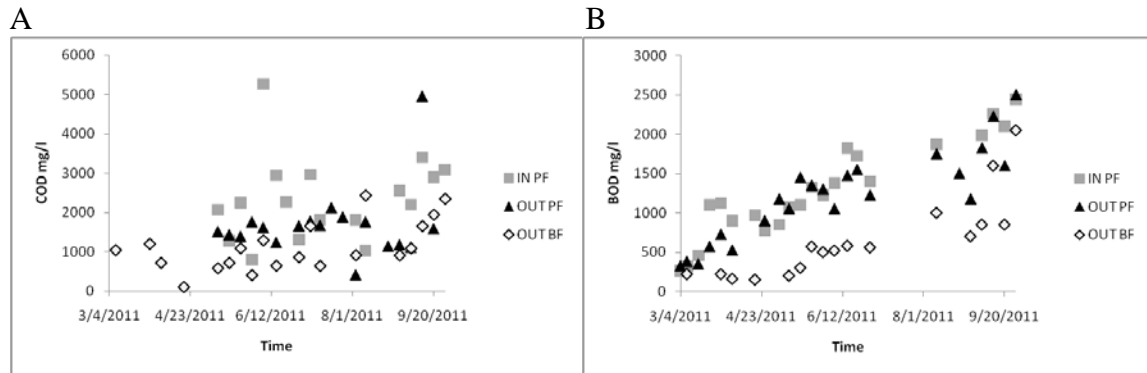 A
COD mg/l
6000
5000
4000
3000
2000
1000
0
3/4/2011 4/23/2011 6/12/2011 8/1/2011 9/20/2011
Time
IN PF
OUT PF
OUT BF
B
BOD mg/l
3000
2500
2000
1500
1000
500
0
3/4/2011 4/23/2011 6/12/2011 8/1/2011 9/20/2011
Time
IN PF
OUT PF
OUT BF